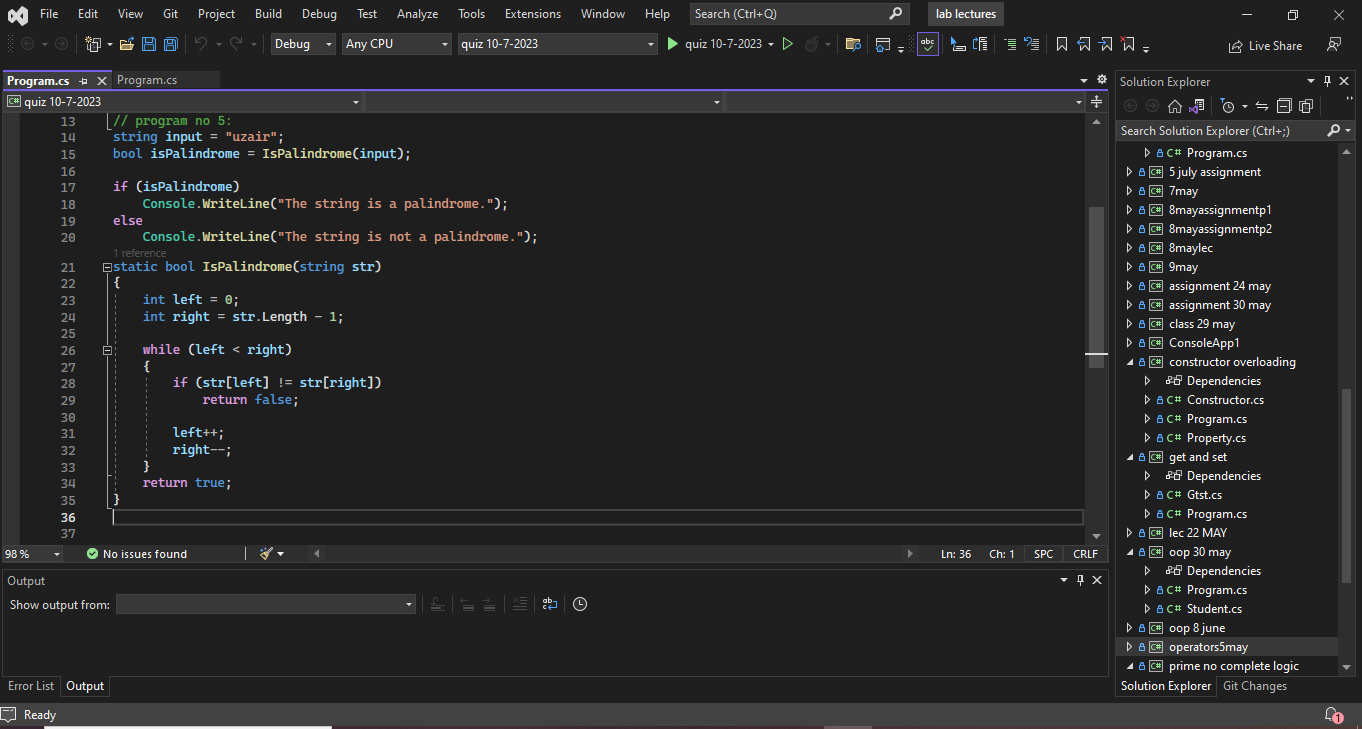 File Edit View Git Project Build Debug Test Analyze Tools Extensions Window Help Search (Ctrl+Q) lab lectures
Debug Any CPU quiz 10-7-2023 quiz 10-7-2023 abc Live Share
Program.cs Program.cs
C# quiz 10-7-2023
13 // program no 5:
14 string input = "uzair";
15 bool isPalindrome = IsPalindrome(input);
16
17 if (isPalindrome)
18 Console.WriteLine("The string is a palindrome.");
19 else
20 Console.WriteLine("The string is not a palindrome.");
1 reference
21 static bool IsPalindrome(string str)
22 {
23 int left = 0;
24 int right = str.Length - 1;
25
26 while (left < right)
27 {
28 if (str[left] != str[right])
29 return false;
30
31 left++;
32 right--;
33 }
34 return true;
35 }
36
37
98 % No issues found Ln: 36 Ch: 1 SPC CRLF
Output
Show output from:
Error List Output
Solution Explorer
Search Solution Explorer (Ctrl+;)
C# Program.cs
C# 5 july assignment
C# 7may
C# 8mayassignmentp1
C# 8mayassignmentp2
C# 8maylec
C# 9may
C# assignment 24 may
C# assignment 30 may
C# class 29 may
C# ConsoleApp1
C# constructor overloading
Dependencies
C# Constructor.cs
C# Program.cs
C# Property.cs
C# get and set
Dependencies
C# Gtst.cs
C# Program.cs
C# lec 22 MAY
C# oop 30 may
Dependencies
C# Program.cs
C# Student.cs
C# oop 8 june
C# operators5may
C# prime no complete logic
Solution Explorer Git Changes
Ready 1